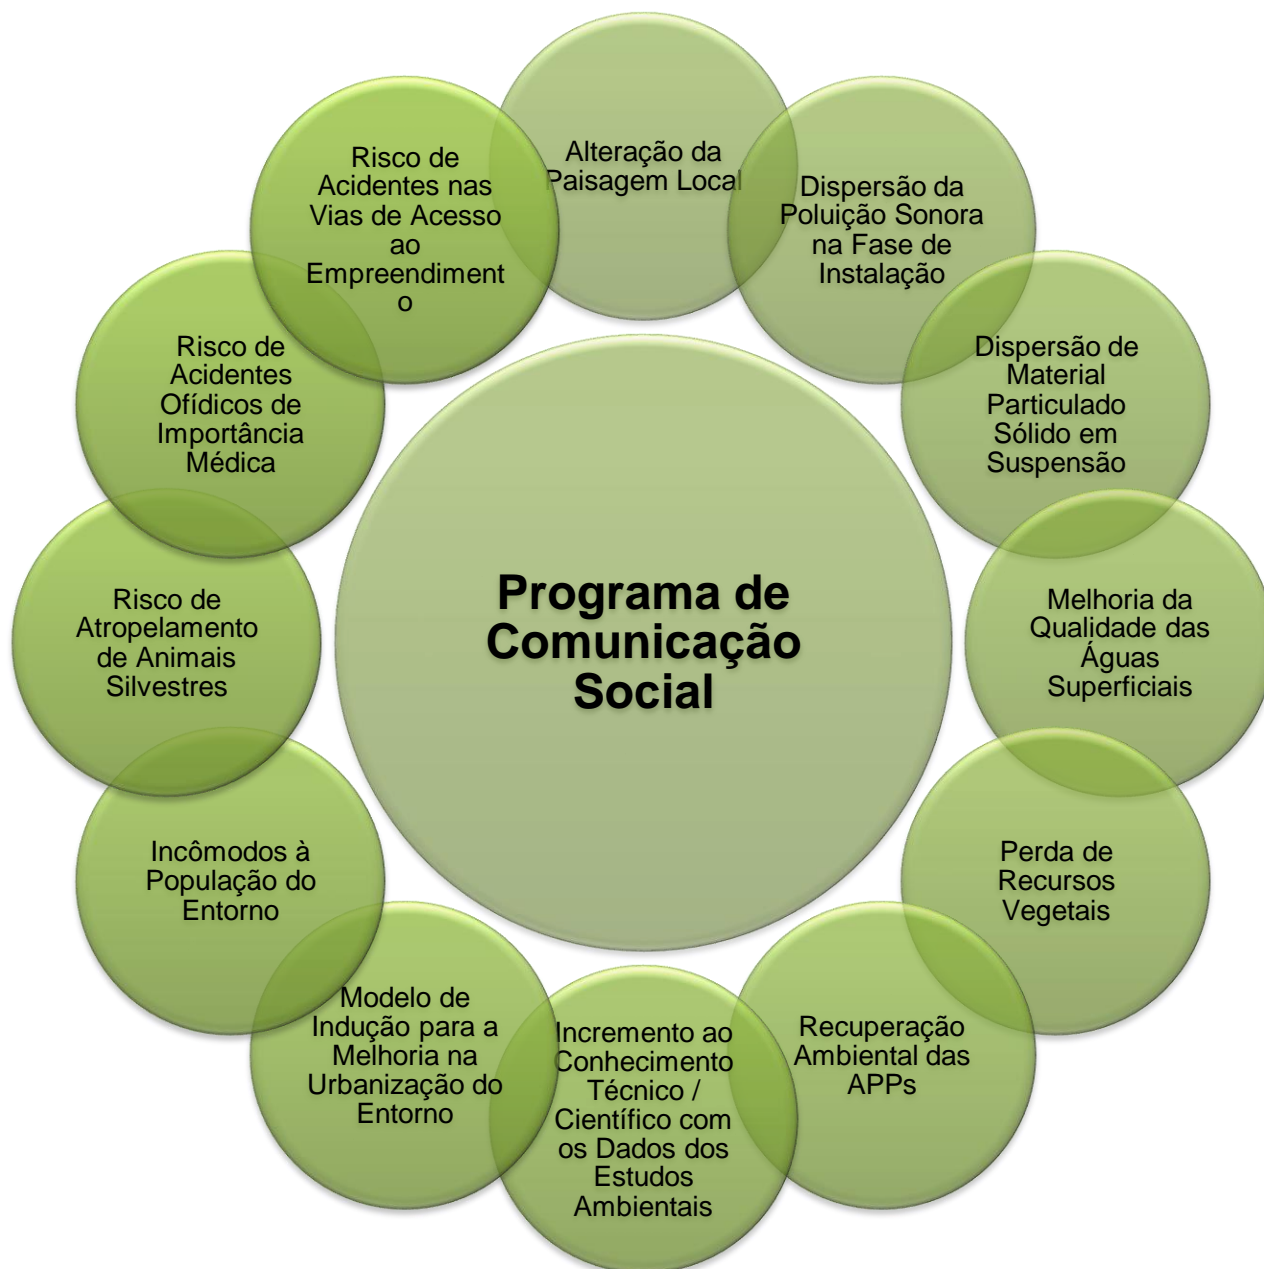 Alteração da
Paisagem Local
Dispersão da
Poluição Sonora
na Fase de
Instalação
Dispersão de
Material
Particulado
Sólido em
Suspensão
Melhoria da
Qualidade das
Águas
Superficiais
Perda de
Recursos
Vegetais
Recuperação
Ambiental das
APPs
Incremento ao
Conhecimento
Técnico /
Científico com
os Dados dos
Estudos
Ambientais
Modelo de
Indução para a
Melhoria na
Urbanização do
Entorno
Incômodos à
População do
Entorno
Risco de
Atropelamento
de Animais
Silvestres
Risco de
Acidentes
Ofídicos de
Importância
Médica
Risco de
Acidentes nas
Vias de Acesso
ao
Empreendiment
o
Programa de
Comunicação
Social